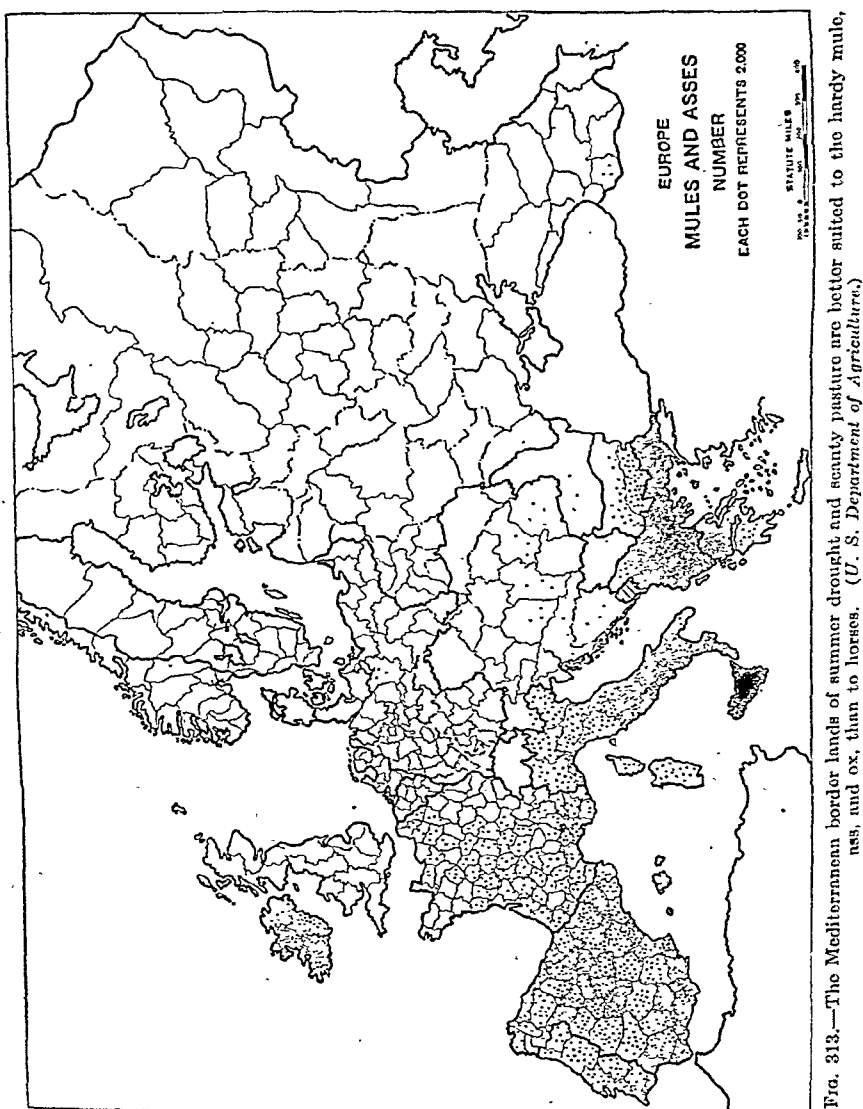 EUROPE
MULES AND ASSES
NUMBER
EACH DOT REPRESENTS 2,000
STATUTE MILES
FIG. 313.—The Mediterranean border lands of summer drought and scanty pasture are better suited to the hardy mule,
ass, and ox, than to horses. (U. S. Department of Agriculture.)